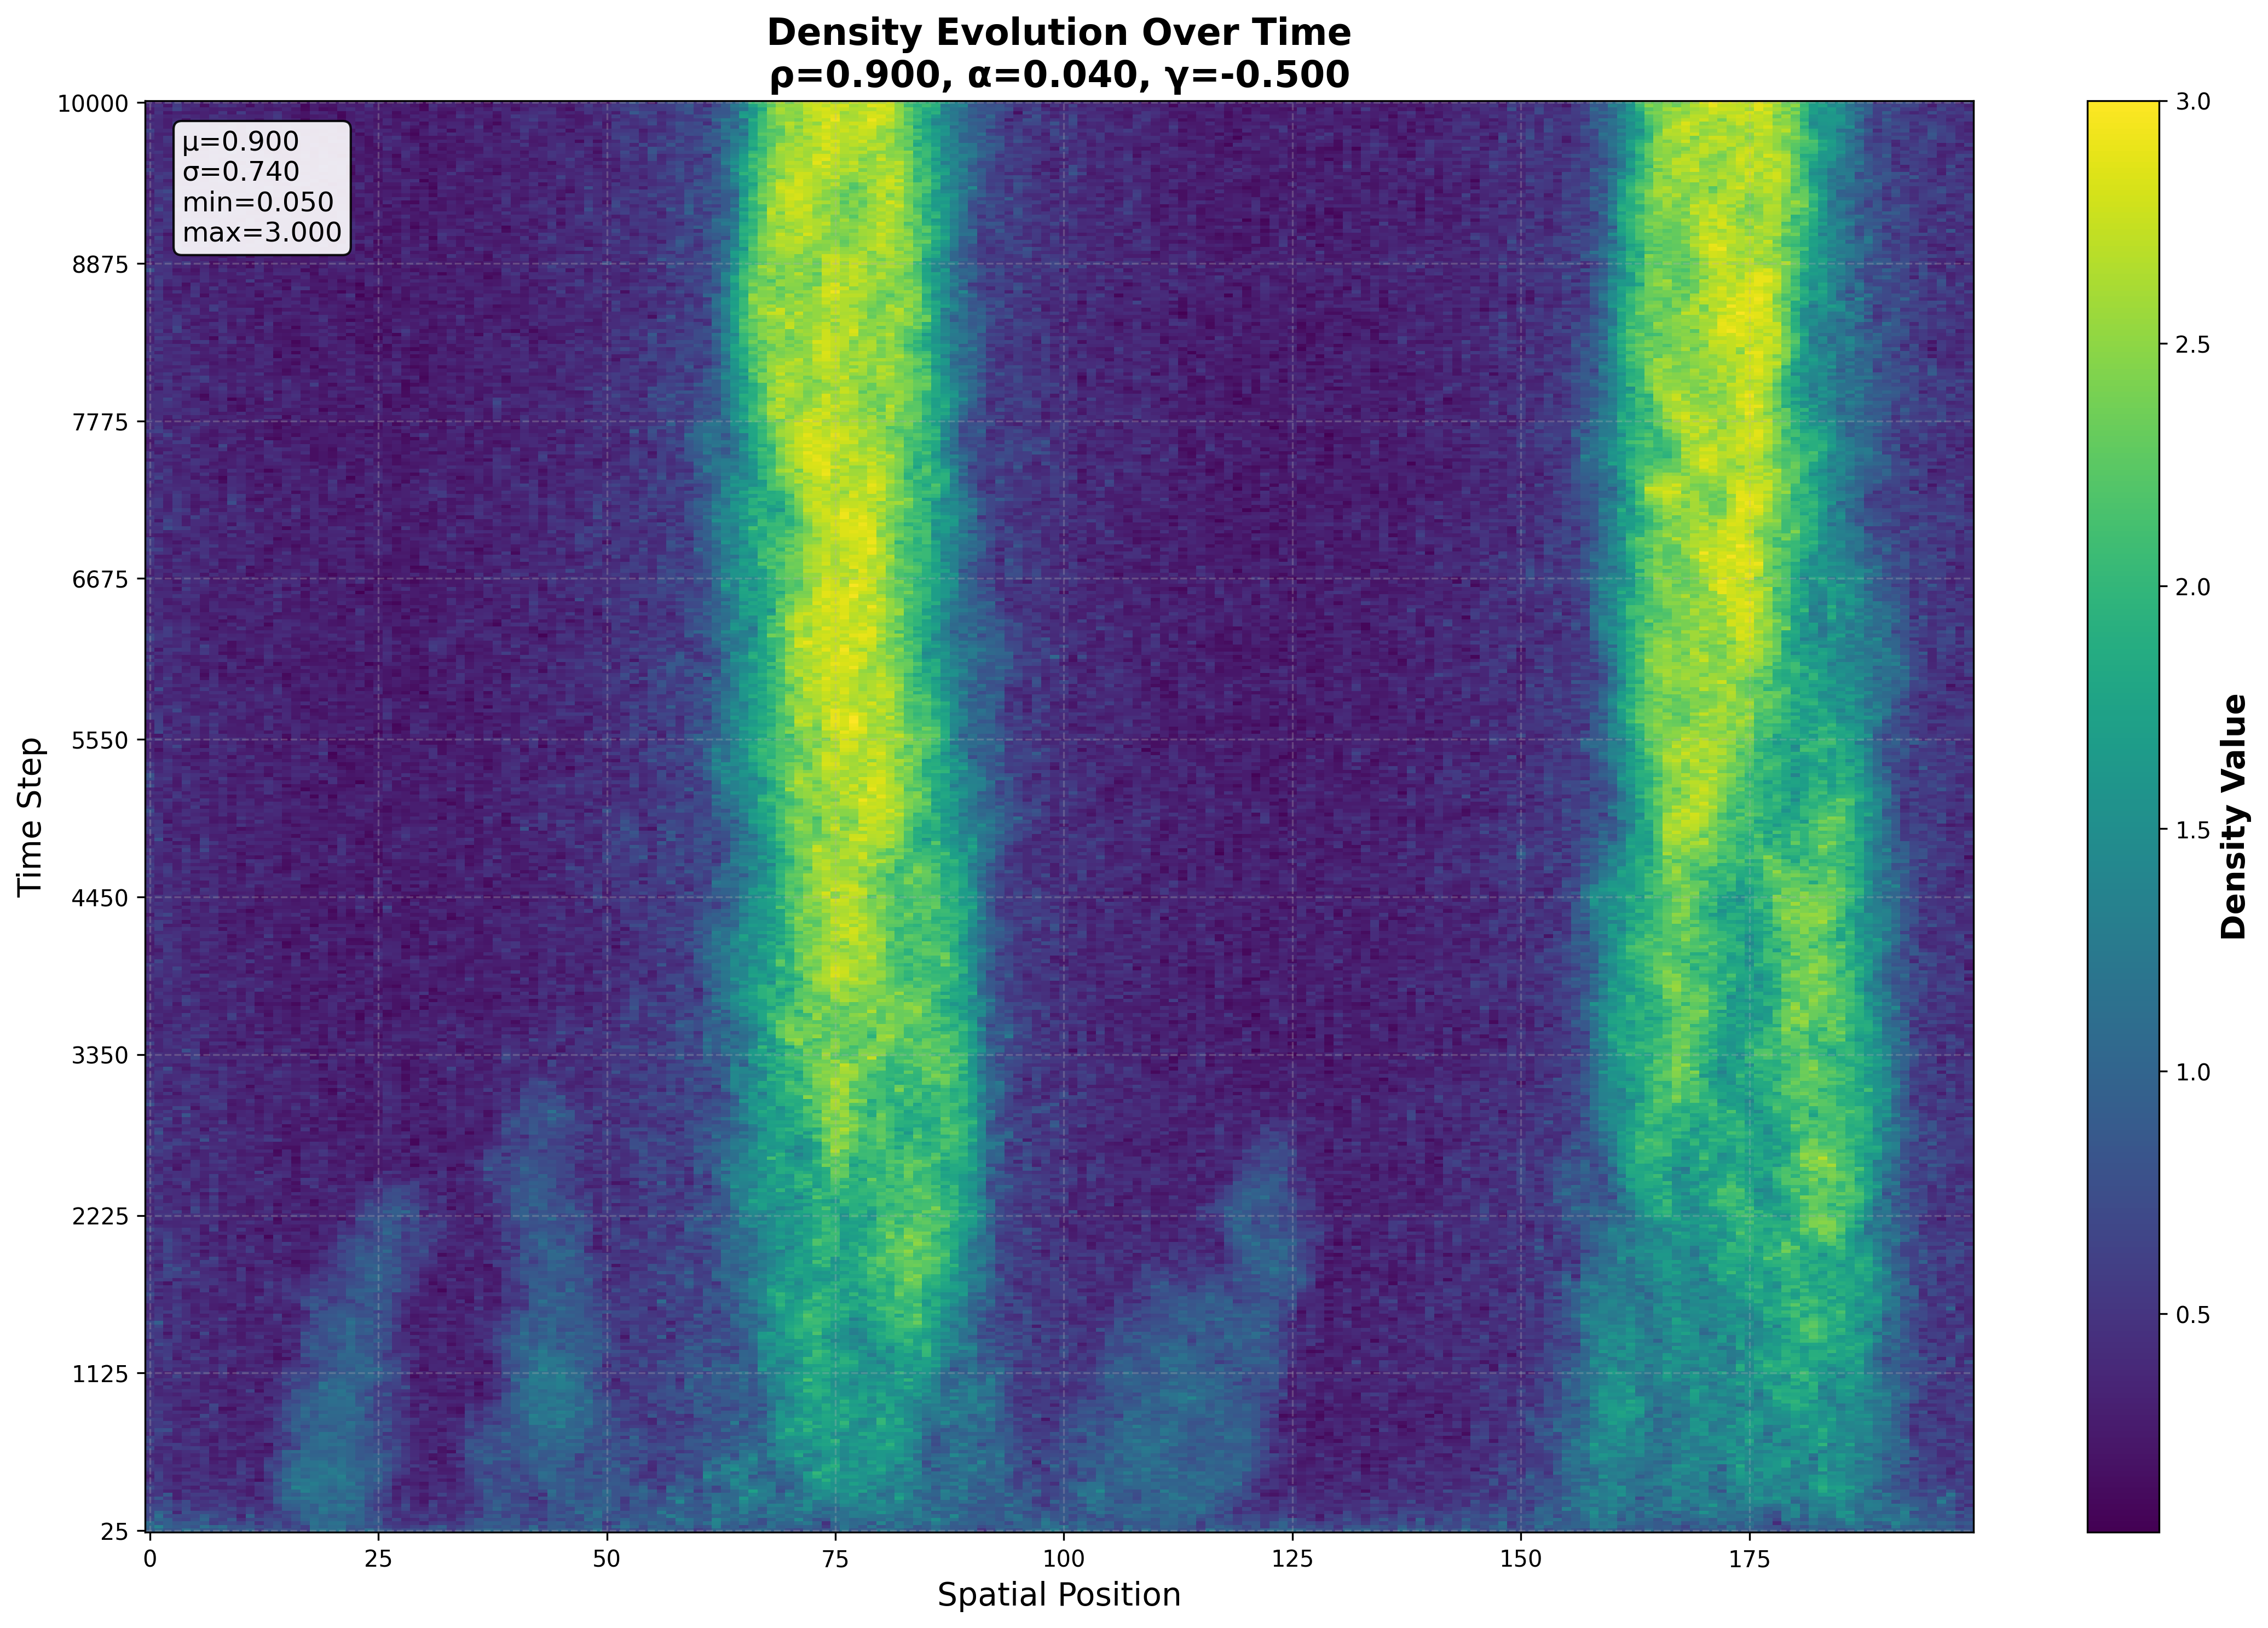 Density Evolution Over Time
ρ=0.900, α=0.040, γ=-0.500
μ=0.900
σ=0.740
min=0.050
max=3.000
10000
8875
7775
6675
5550
4450
3350
2225
1125
25
Time Step
0
25
50
75
100
125
150
175
Spatial Position
3.0
2.5
2.0
1.5
1.0
0.5
Density Value